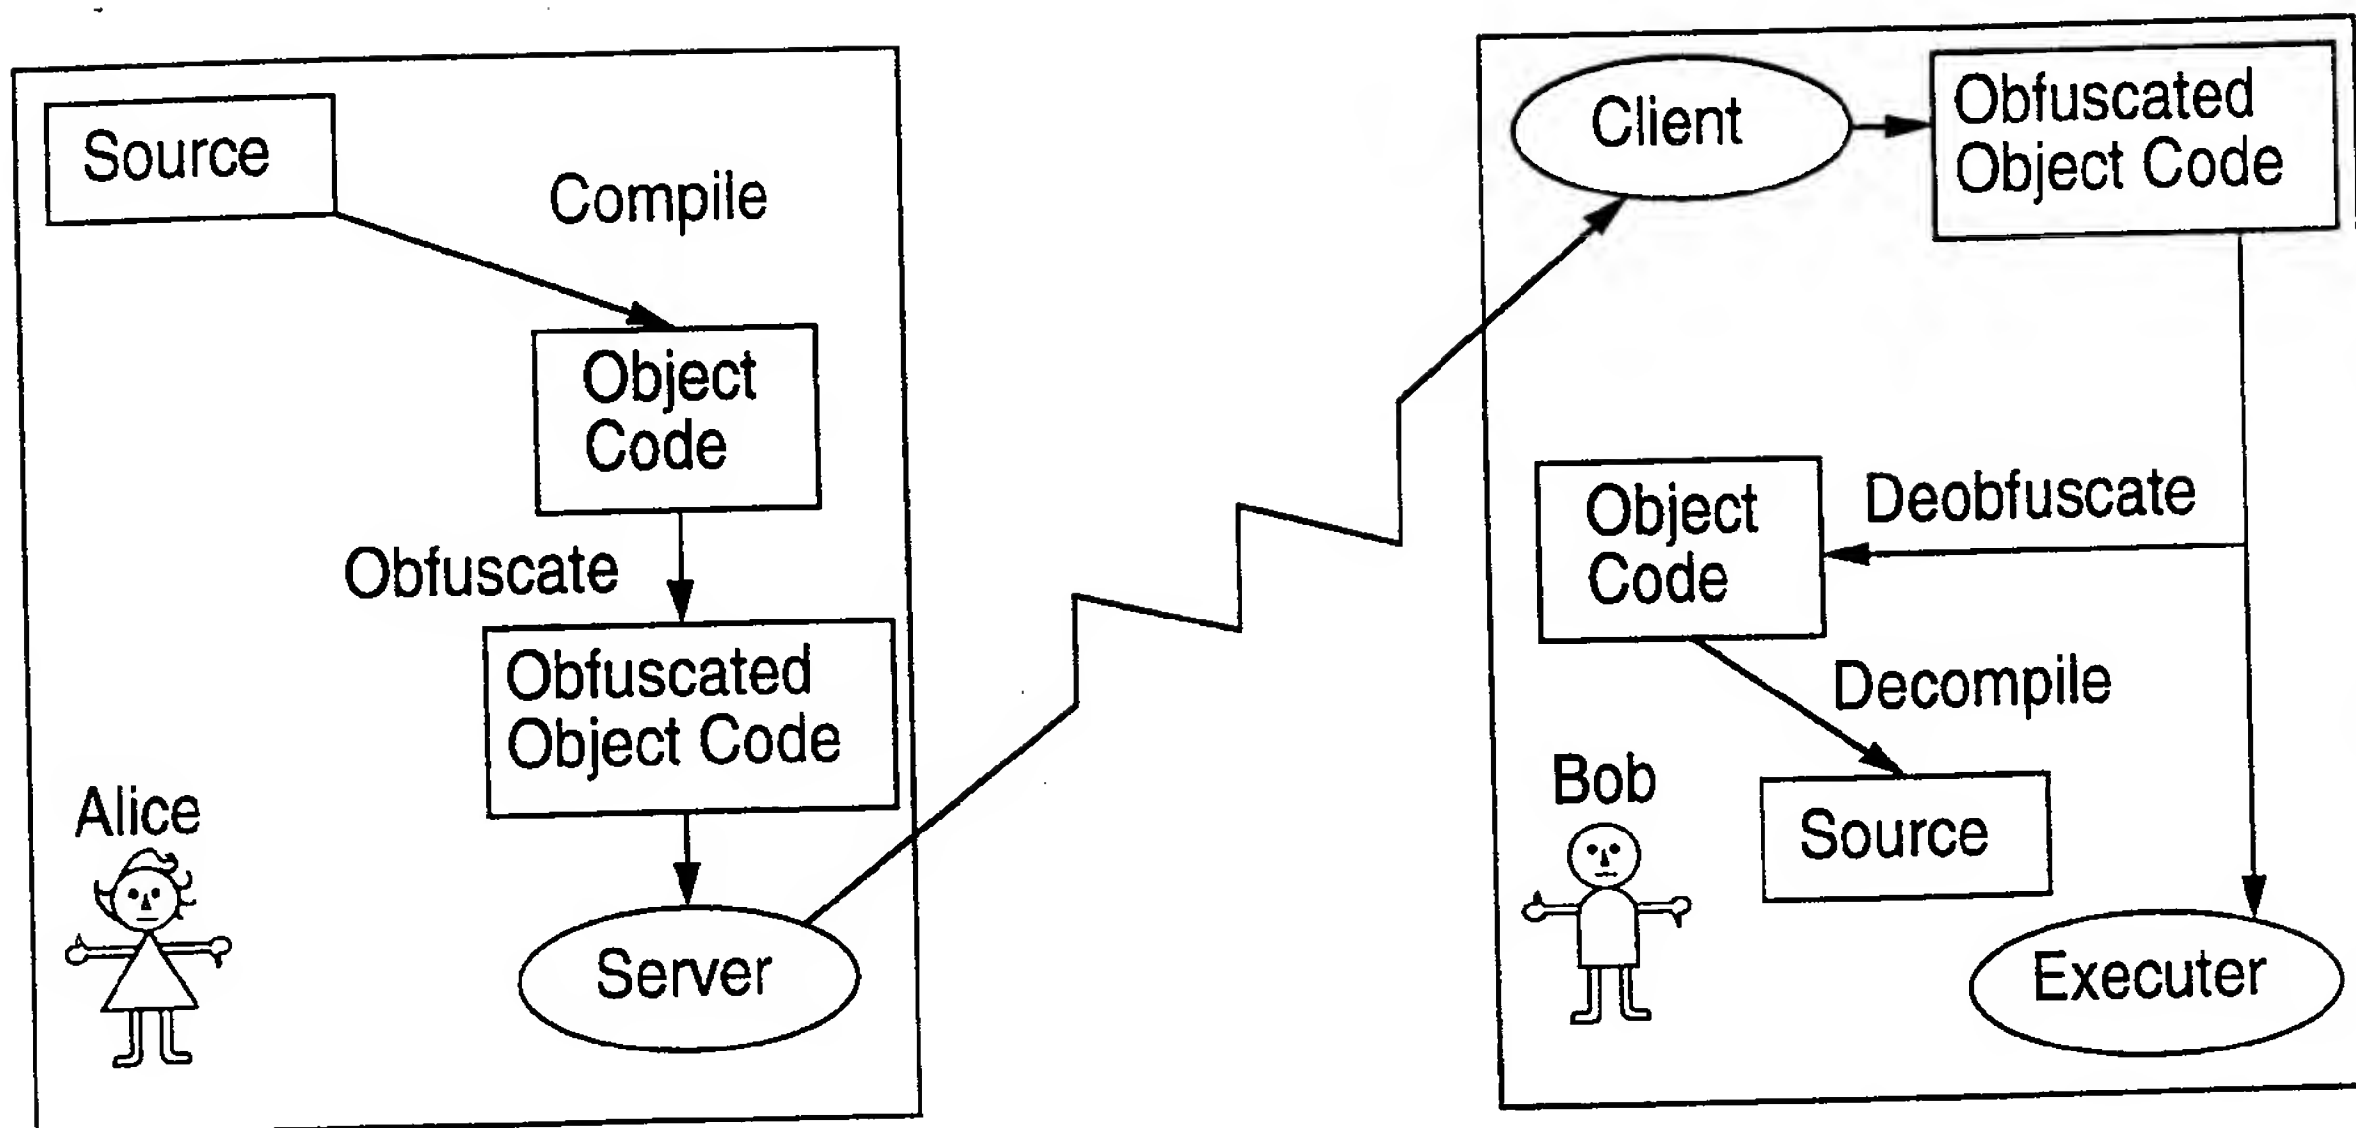 Source
Compile
Object
Code
Obfuscate
Obfuscated
Object Code
Alice
Server
Client
Obfuscated
Object Code
Deobfuscate
Object
Code
Decompile
Bob
Source
Executer